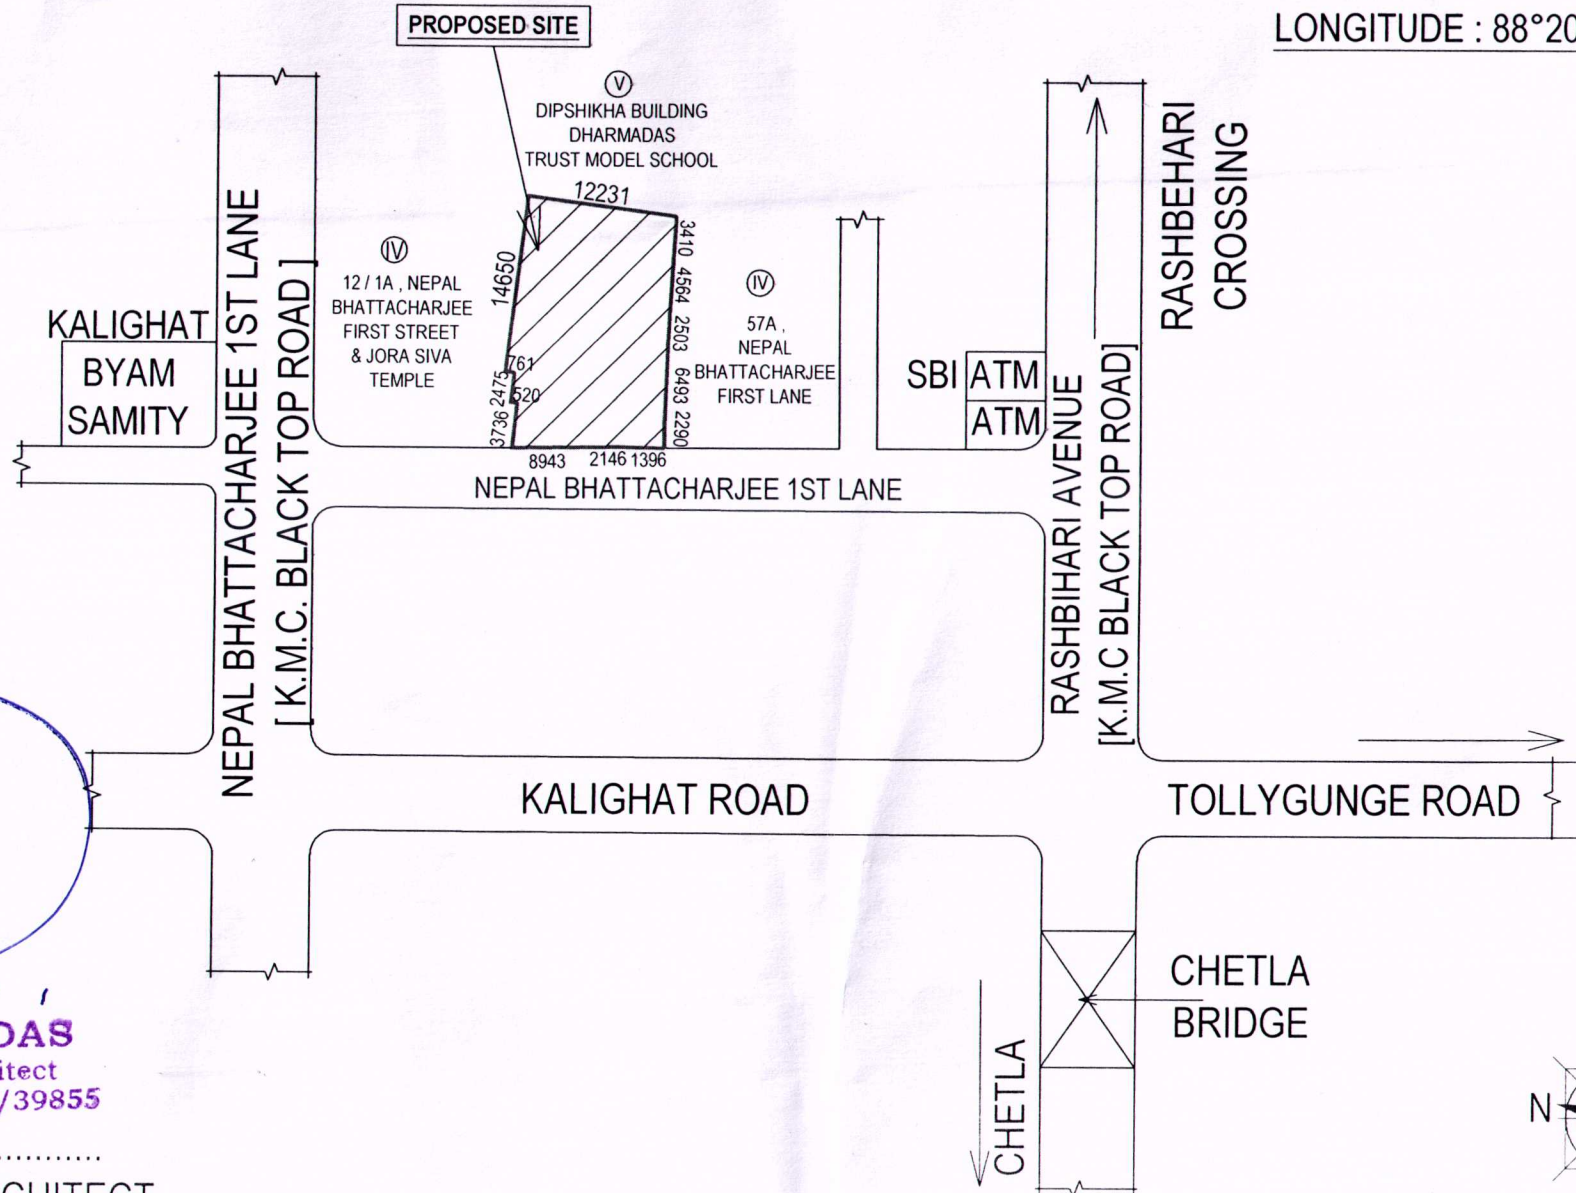 PROPOSED SITE
LONGITUDE : 88°20
V
DIPSHIKHA BUILDING
DHARMADAS
TRUST MODEL SCHOOL
12231
14650
3410
4564
2503
6493
2290
761
2475
520
3736
8943
2146
1396
IV
12 / 1A , NEPAL
BHATTACHARJEE
FIRST STREET
& JORA SIVA
TEMPLE
IV
57A ,
NEPAL
BHATTACHARJEE
FIRST LANE
KALIGHAT
BYAM
SAMITY
NEPAL BHATTACHARJEE 1ST LANE
[ K.M.C. BLACK TOP ROAD ]
SBI
ATM
ATM
RASHBEHARI
CROSSING
RASHBIHARI AVENUE
[K.M.C BLACK TOP ROAD]
NEPAL BHATTACHARJEE 1ST LANE
KALIGHAT ROAD
TOLLYGUNGE ROAD
CHETLA
BRIDGE
CHETLA
N
DAS
itect
/39855